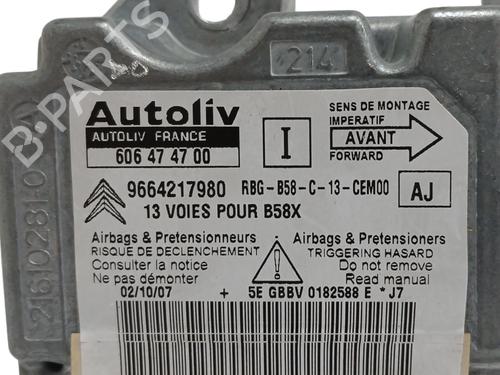 214
B-PARTS
Autoliv
AUTOLIV FRANCE
606 47 47 00
I
SENS DE MONTAGE
IMPERATIF
AVANT
FORWARD
9664217980 RBG-B58-C-13-CEM00
AJ
13 VOIES POUR B58X
Airbags & Pretensionneurs
RISQUE DE DECLENCHEMENT
Consulter la notice
Ne pas démonter
Airbags & Pretensioners
TRIGGERING HASARD
Do not remove
Read manual
02/10/07 + 5E GBBV 0182588 E *J7